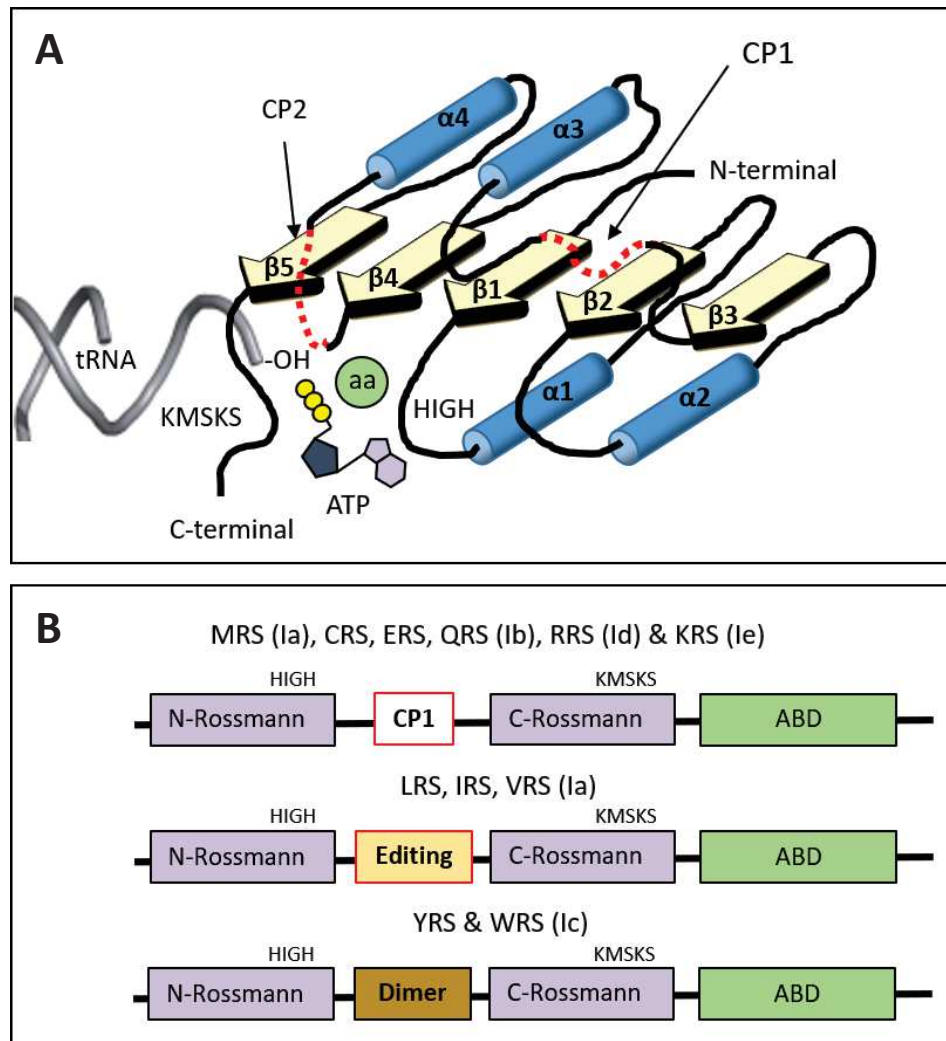 A
CP1
CP2
α4
α3
N-terminal
β5
β4
β1
β2
β3
tRNA
-OH
aa
KMSKS
HIGH
α1
α2
ATP
C-terminal
B
MRS (Ia), CRS, ERS, QRS (Ib), RRS (Id) & KRS (Ie)
HIGH KMSKS
N-Rossmann CP1 C-Rossmann ABD
LRS, IRS, VRS (Ia)
HIGH KMSKS
N-Rossmann Editing C-Rossmann ABD
YRS & WRS (Ic)
HIGH KMSKS
N-Rossmann Dimer C-Rossmann ABD